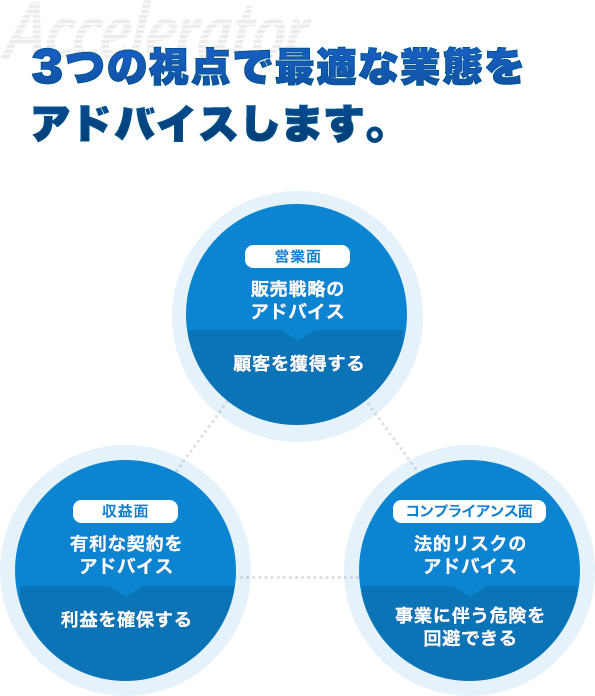 Accelerator
3つの視点で最適な業態を
アドバイスします。
営業面
販売戦略の
アドバイス
顧客を獲得する
収益面
有利な契約を
アドバイス
利益を確保する
コンプライアンス面
法的リスクの
アドバイス
事業に伴う危険を
回避できる